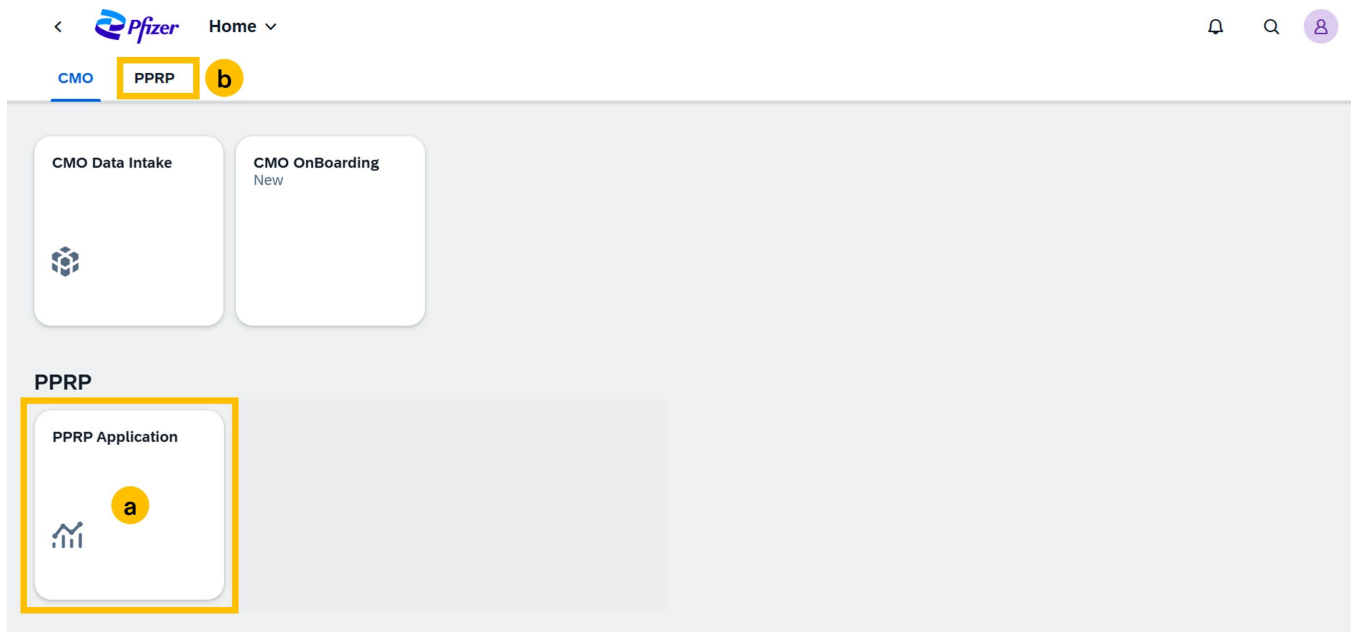 Pfizer Home
CMO PPRP b
CMO Data Intake
CMO OnBoarding
New
PPRP
PPRP Application
a